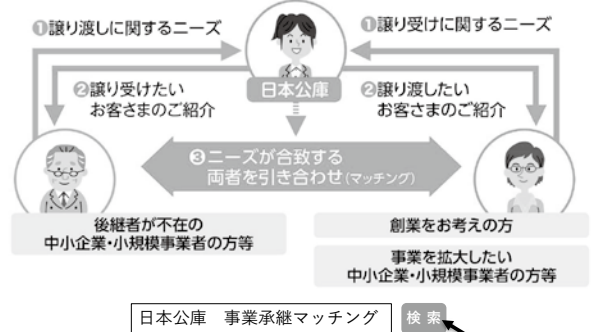 ❶譲り渡しに関するニーズ
❶譲り受けに関するニーズ
❷譲り受けたい
お客さまのご紹介
日本公庫
❷譲り渡したい
お客さまのご紹介
❸ニーズが合致する
両者を引き合わせ(マッチング)
後継者が不在の
中小企業・小規模事業者の方等
創業をお考えの方
事業を拡大したい
中小企業・小規模事業者の方等
日本公庫　事業承継マッチング
検索